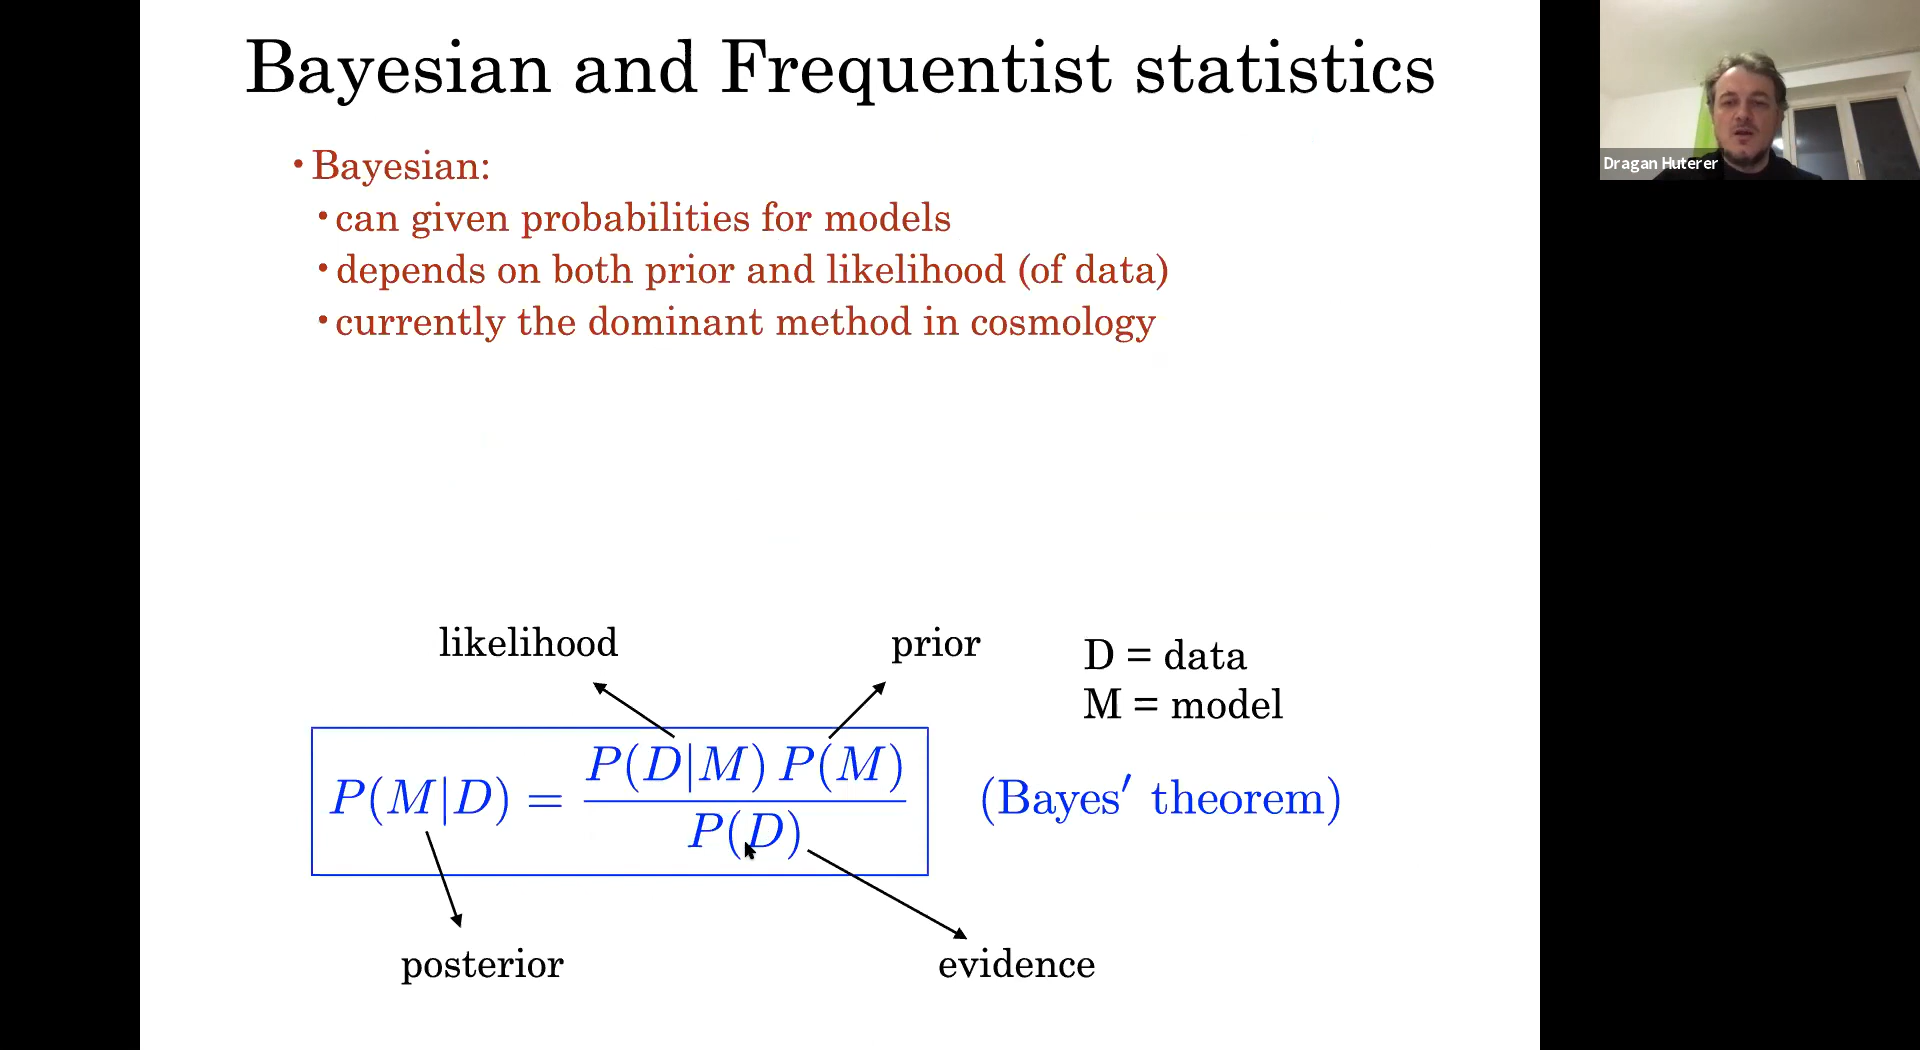 Bayesian and Frequentist statistics
Dragan Huterer
• Bayesian:
• can given probabilities for models
• depends on both prior and likelihood (of data)
• currently the dominant method in cosmology
likelihood
prior
D = data
M = model
P(M|D) = P(D|M) P(M) / P(D)
(Bayes′ theorem)
posterior
evidence